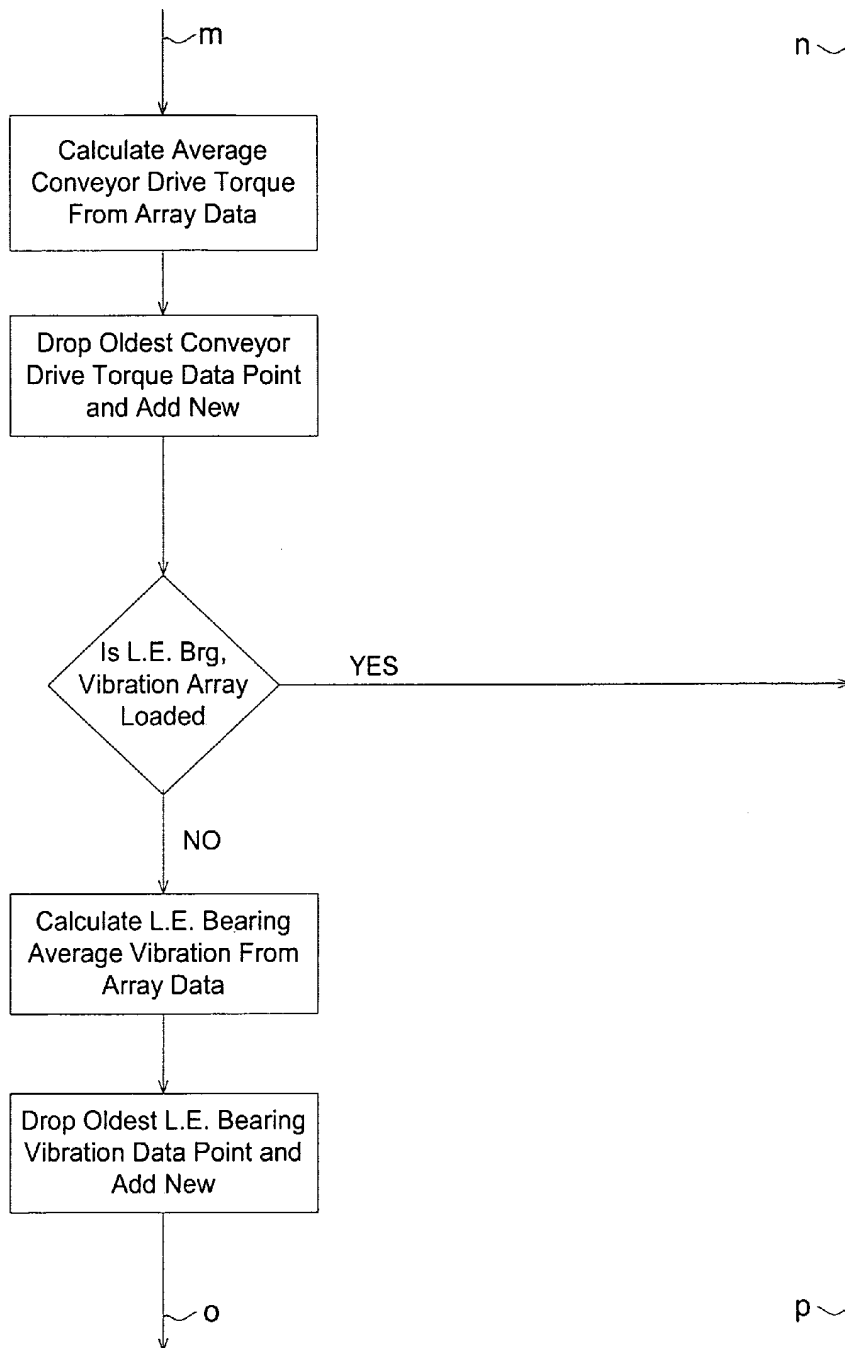 m
n
Calculate Average
Conveyor Drive Torque
From Array Data
Drop Oldest Conveyor
Drive Torque Data Point
and Add New
Is L.E. Brg,
Vibration Array
Loaded
YES
NO
Calculate L.E. Bearing
Average Vibration From
Array Data
Drop Oldest L.E. Bearing
Vibration Data Point and
Add New
o
p